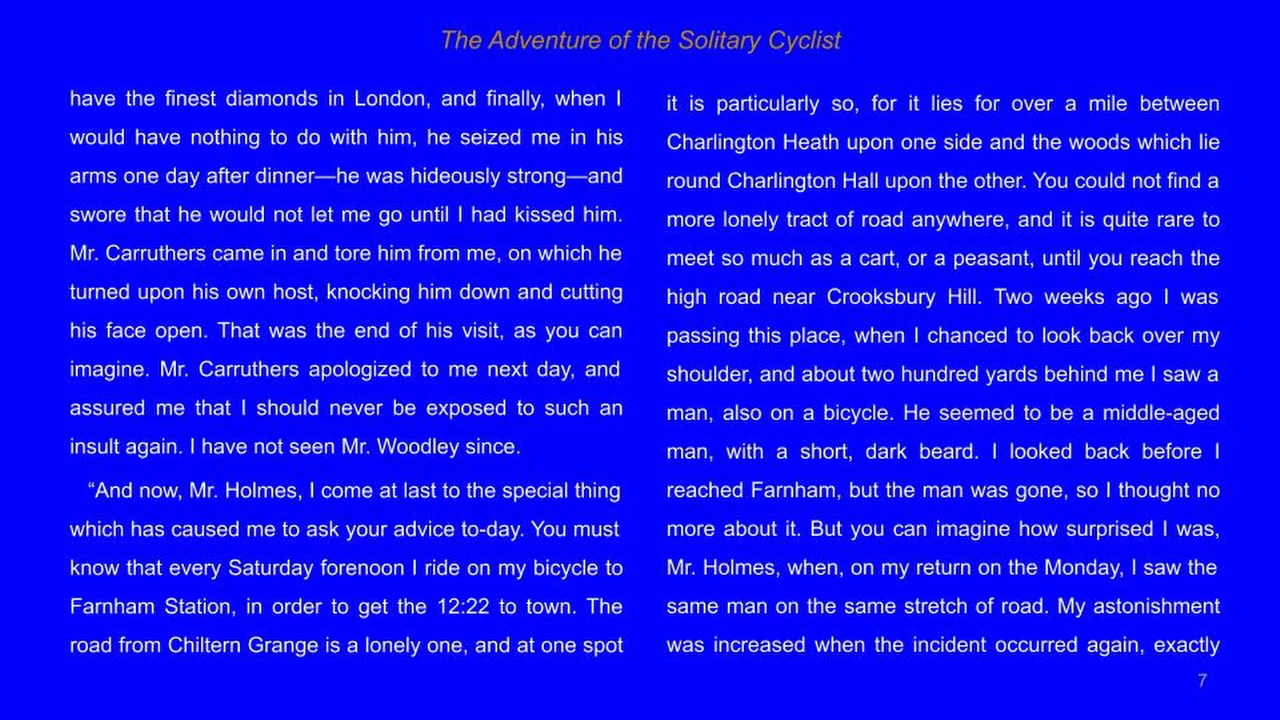 The Adventure of the Solitary Cyclist
have the finest diamonds in London, and finally, when I
would have nothing to do with him, he seized me in his
arms one day after dinner—he was hideously strong—and
swore that he would not let me go until I had kissed him.
Mr. Carruthers came in and tore him from me, on which he
turned upon his own host, knocking him down and cutting
his face open. That was the end of his visit, as you can
imagine. Mr. Carruthers apologized to me next day, and
assured me that I should never be exposed to such an
insult again. I have not seen Mr. Woodley since.
“And now, Mr. Holmes, I come at last to the special thing
which has caused me to ask your advice to-day. You must
know that every Saturday forenoon I ride on my bicycle to
Farnham Station, in order to get the 12:22 to town. The
road from Chiltern Grange is a lonely one, and at one spot
it is particularly so, for it lies for over a mile between
Charlington Heath upon one side and the woods which lie
round Charlington Hall upon the other. You could not find a
more lonely tract of road anywhere, and it is quite rare to
meet so much as a cart, or a peasant, until you reach the
high road near Crooksbury Hill. Two weeks ago I was
passing this place, when I chanced to look back over my
shoulder, and about two hundred yards behind me I saw a
man, also on a bicycle. He seemed to be a middle-aged
man, with a short, dark beard. I looked back before I
reached Farnham, but the man was gone, so I thought no
more about it. But you can imagine how surprised I was,
Mr. Holmes, when, on my return on the Monday, I saw the
same man on the same stretch of road. My astonishment
was increased when the incident occurred again, exactly
7